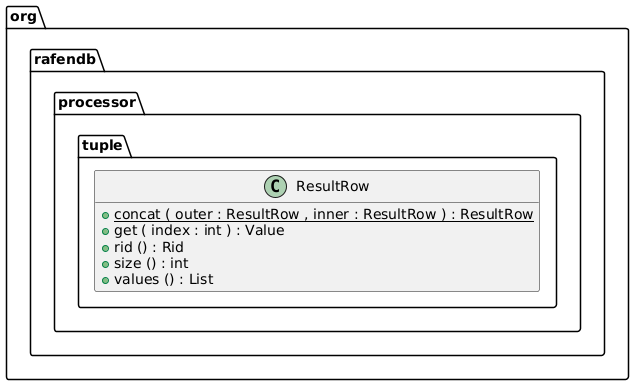 org
rafendb
processor
tuple
C ResultRow
concat ( outer : ResultRow , inner : ResultRow ) : ResultRow
get ( index : int ) : Value
rid () : Rid
size () : int
values () : List